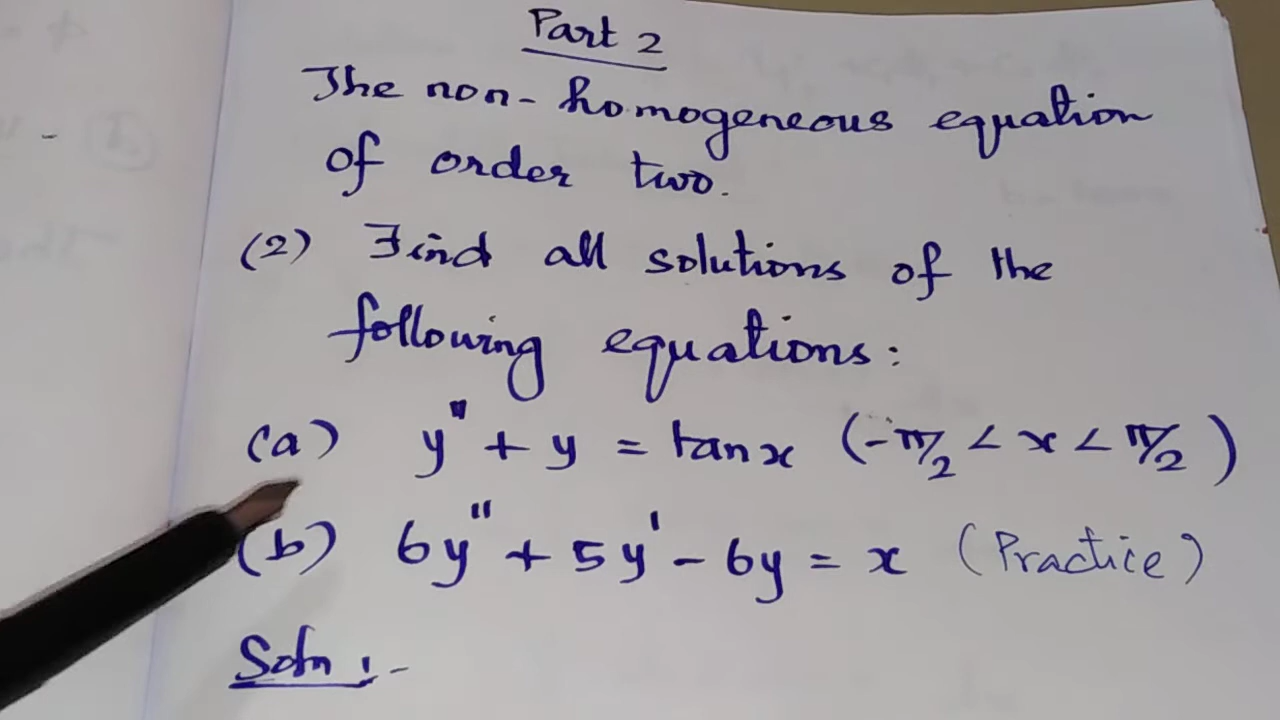 Part 2
The non-homogeneous equation
of order two.
(2) Find all solutions of the
following equations:
(a) y" + y = tanx (-π/2 < x < π/2)
(b) 6y" + 5y' - 6y = x (Practice)
Soln :-